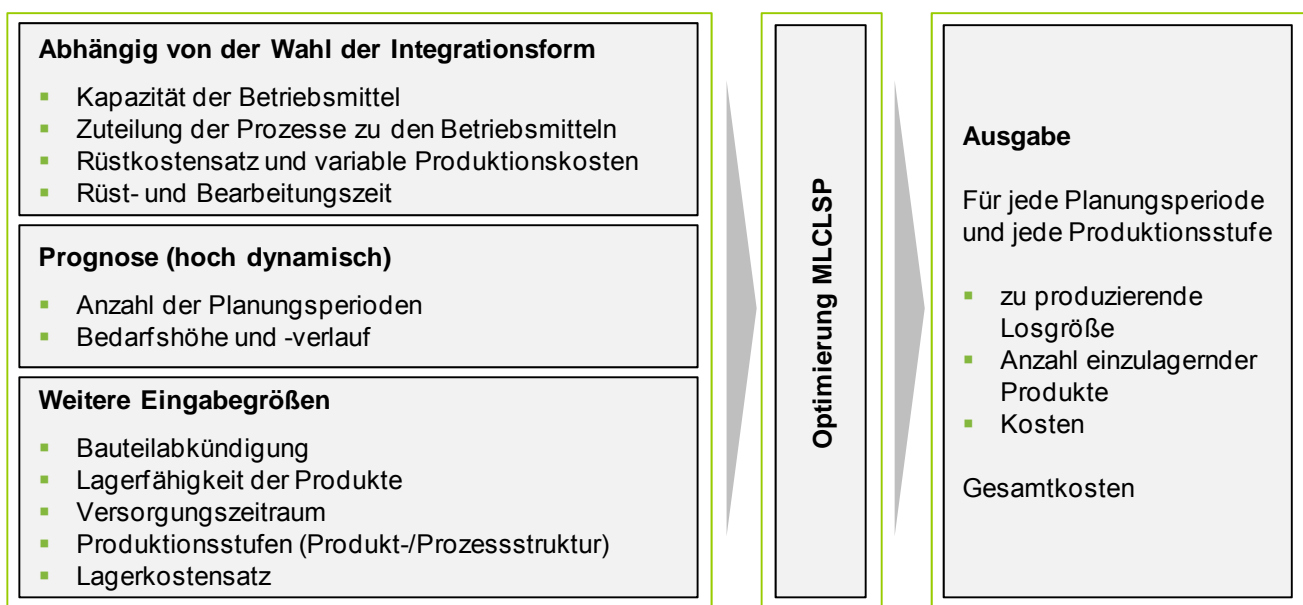 Abhängig von der Wahl der Integrationsform
▪ Kapazität der Betriebsmittel
▪ Zuteilung der Prozesse zu den Betriebsmitteln
▪ Rüstkostensatz und variable Produktionskosten
▪ Rüst- und Bearbeitungszeit
Prognose (hoch dynamisch)
▪ Anzahl der Planungsperioden
▪ Bedarfshöhe und -verlauf
Weitere Eingabegrößen
▪ Bauteilabkündigung
▪ Lagerfähigkeit der Produkte
▪ Versorgungszeitraum
▪ Produktionsstufen (Produkt-/Prozessstruktur)
▪ Lagerkostensatz
Optimierung MLCLSP
Ausgabe
Für jede Planungsperiode
und jede Produktionsstufe
▪ zu produzierende
Losgröße
▪ Anzahl einzulagernder
Produkte
▪ Kosten
Gesamtkosten